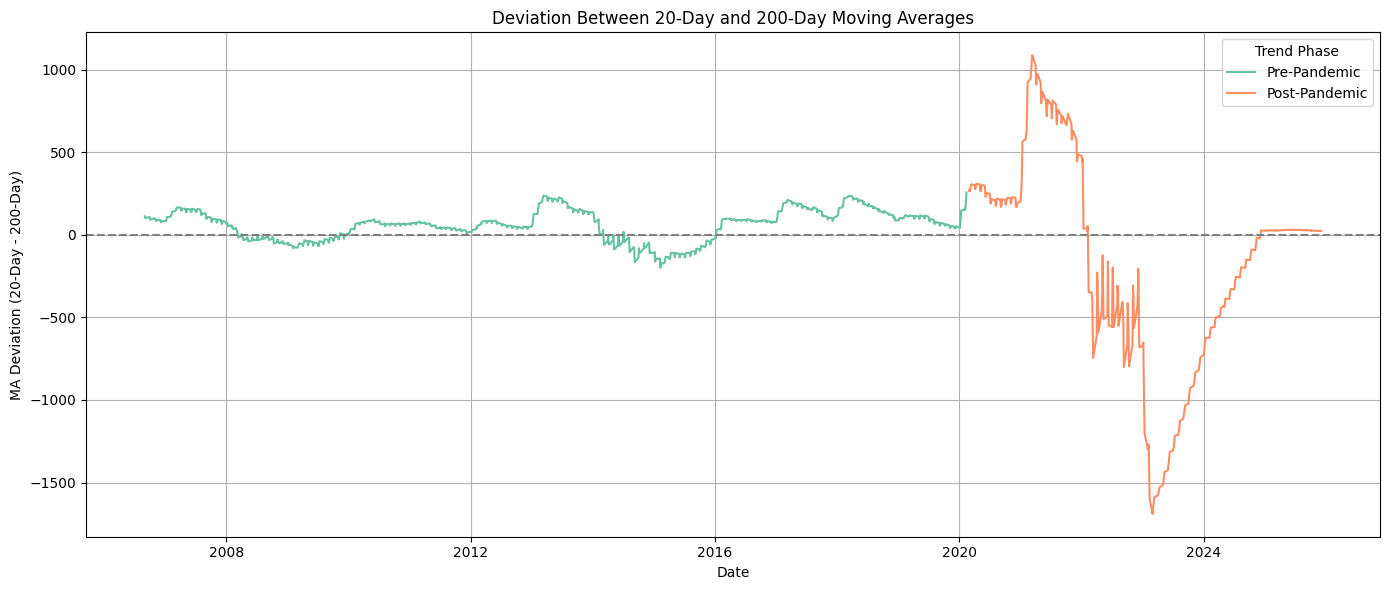 Deviation Between 20-Day and 200-Day Moving Averages
Trend Phase
Pre-Pandemic
Post-Pandemic
MA Deviation (20-Day - 200-Day)
1000
500
0
−500
−1000
−1500
2008
2012
2016
2020
2024
Date